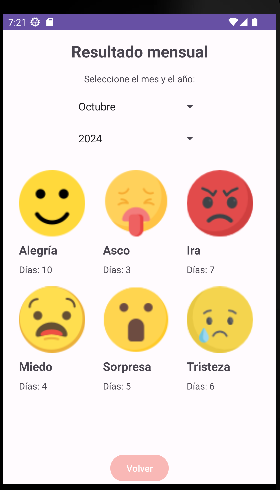 7:21
Resultado mensual
Seleccione el mes y el año:
Octubre
2024
Alegría Asco Ira
Días: 10 Días: 3 Días: 7
Miedo Sorpresa Tristeza
Días: 4 Días: 5 Días: 6
Volver